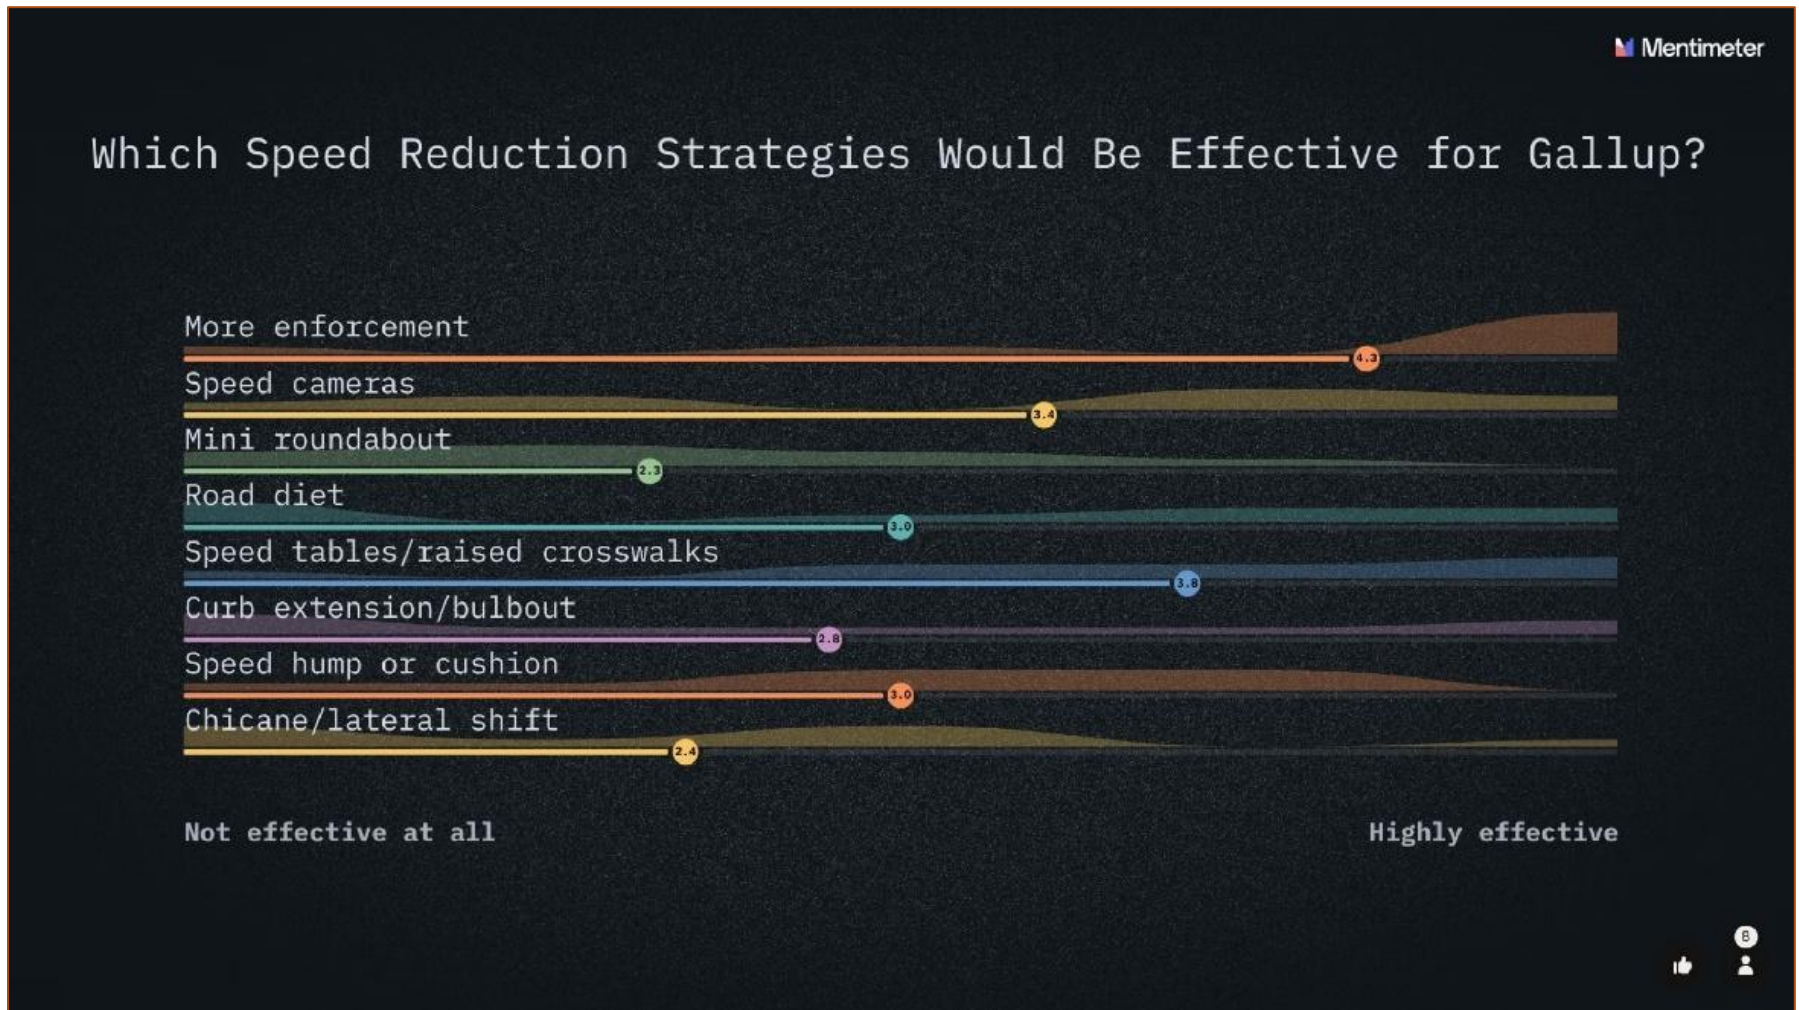 Mentimeter
Which Speed Reduction Strategies Would Be Effective for Gallup?
More enforcement
4.3
Speed cameras
3.4
Mini roundabout
2.3
Road diet
3.0
Speed tables/raised crosswalks
3.8
Curb extension/bulbout
2.8
Speed hump or cushion
3.0
Chicane/lateral shift
2.4
Not effective at all
Highly effective
8